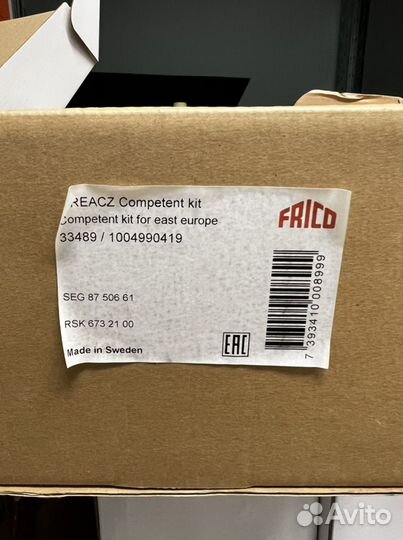 REACZ Competent kit
Competent kit for east europe
33489 / 1004990419
FRICO
SEG 87 506 61
RSK 673 21 00
Made in Sweden
EAC
7 393410 008999
Avito